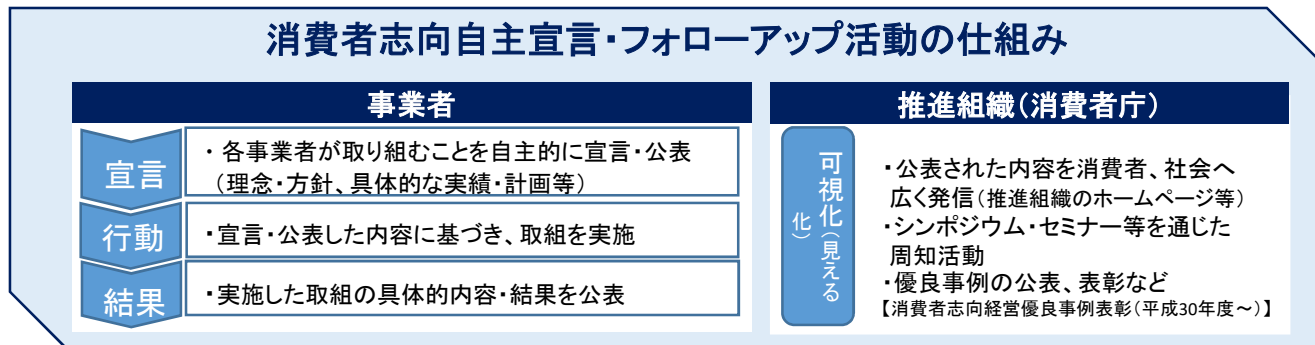 消費者志向自主宣言・フォローアップ活動の仕組み
事業者
宣言
・各事業者が取り組むことを自主的に宣言・公表
（理念・方針、具体的な実績・計画等）
行動
・宣言・公表した内容に基づき、取組を実施
結果
・実施した取組の具体的内容・結果を公表
推進組織（消費者庁）
可視化（見える
化）
・公表された内容を消費者、社会へ
広く発信（推進組織のホームページ等）
・シンポジウム・セミナー等を通じた
周知活動
・優良事例の公表、表彰など
【消費者志向経営優良事例表彰（平成30年度～）】